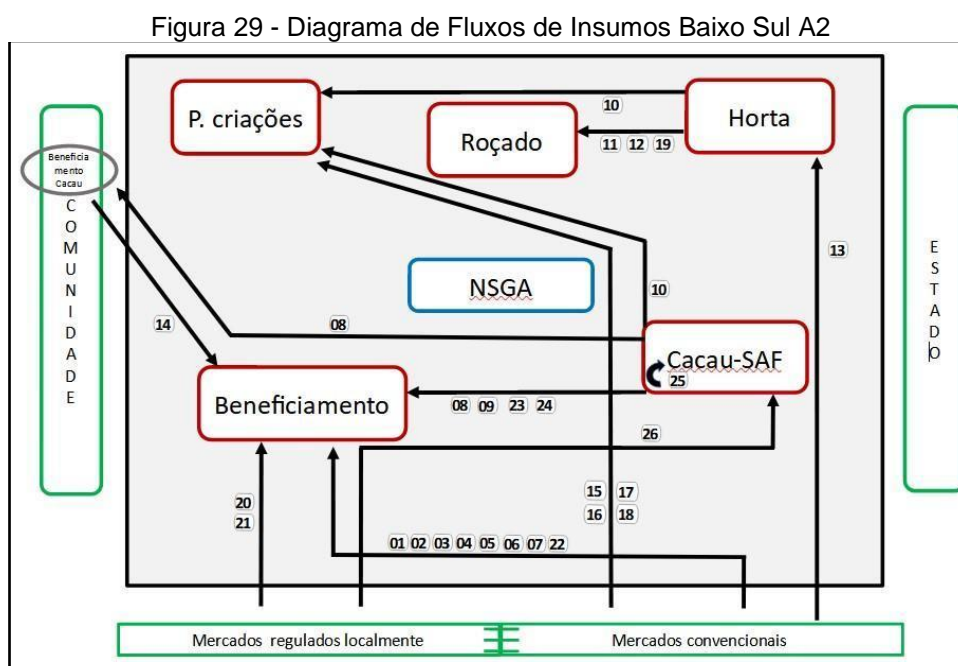 Figura 29 - Diagrama de Fluxos de Insumos Baixo Sul A2
P. criações
10
Horta
Roçado
11 12 19
Beneficia
mento
Cacau
C
O
M
U
N
I
D
A
D
E
E
S
T
A
D
O
13
NSGA
10
14
08
Cacau-SAF
25
Beneficiamento
08 09 23 24
26
15 17
16 18
20
21
01 02 03 04 05 06 07 22
Mercados regulados localmente
Mercados convencionais